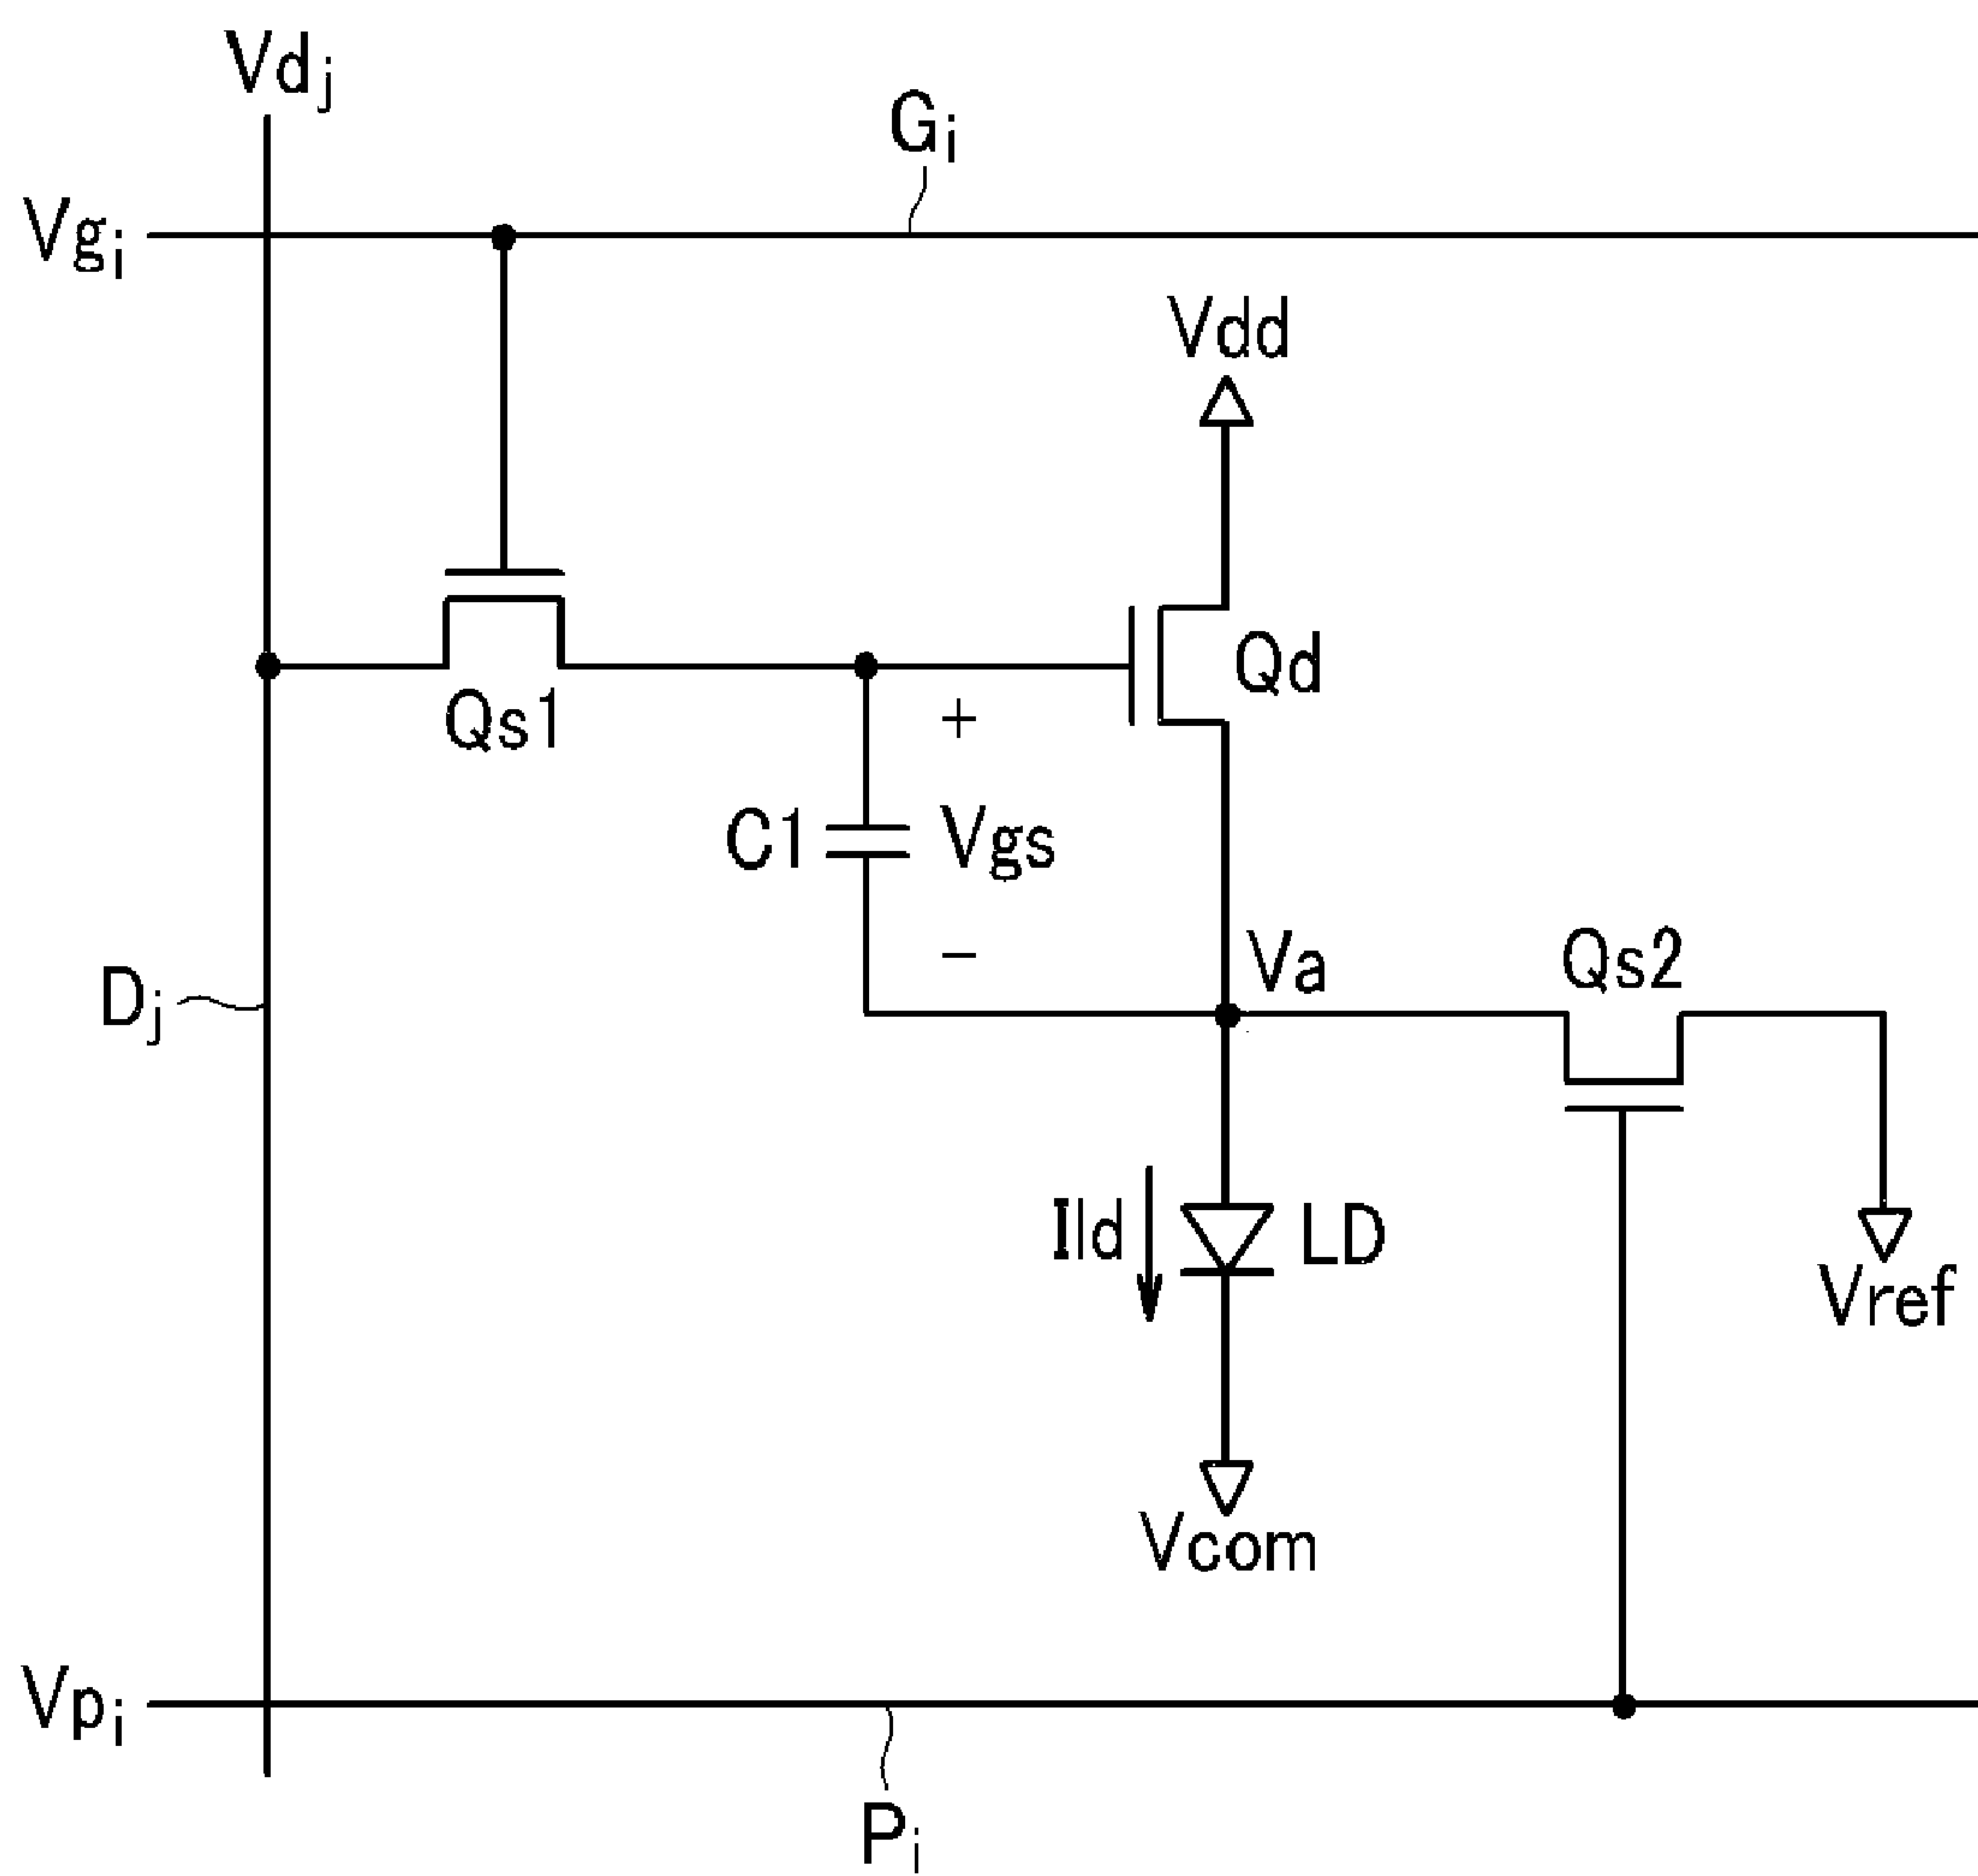 Vdj
Gi
Vgi
Vdd
Qd
Qs1
+
C1
Vgs
−
Va
Qs2
Dj
Ild
LD
Vref
Vcom
Vpi
Pi